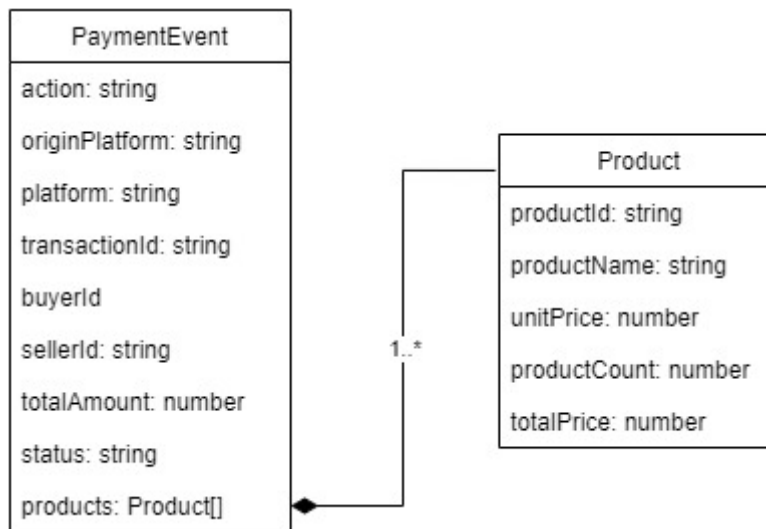 PaymentEvent
action: string
originPlatform: string
platform: string
transactionId: string
buyerId
sellerId: string
totalAmount: number
status: string
products: Product[]
1..*
Product
productId: string
productName: string
unitPrice: number
productCount: number
totalPrice: number